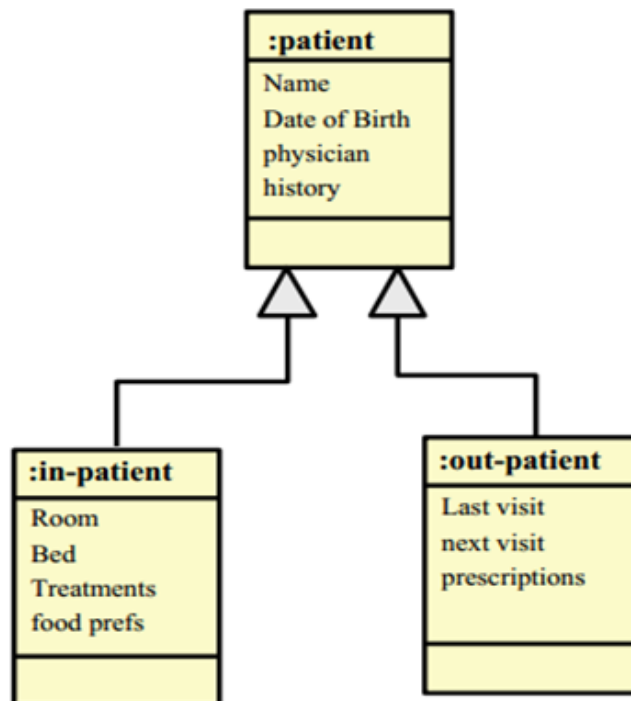 :patient
Name
Date of Birth
physician
history
:in-patient
Room
Bed
Treatments
food prefs
:out-patient
Last visit
next visit
prescriptions